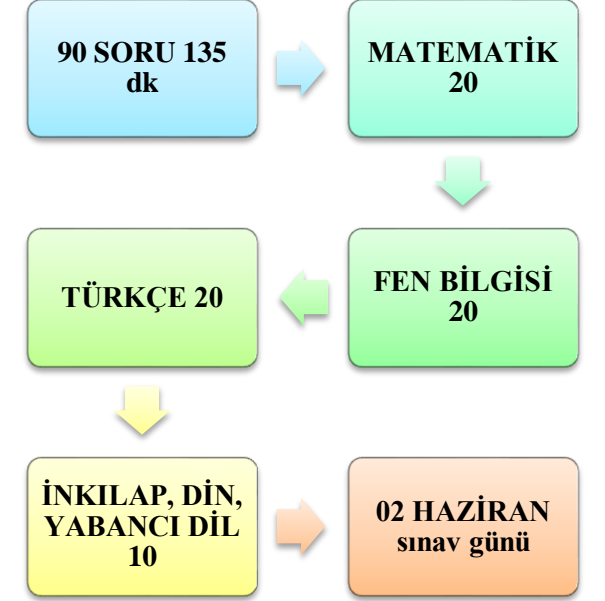 90 SORU 135
dk
MATEMATİK
20
FEN BİLGİSİ
20
TÜRKÇE 20
İNKILAP, DİN,
YABANCI DİL
10
02 HAZİRAN
sınav günü